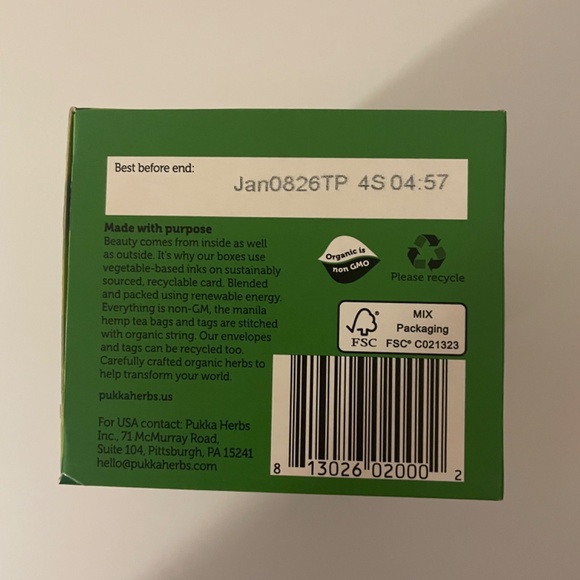 Best before end:
Jan0826TP 4S 04:57
Made with purpose
Beauty comes from inside as well
as outside. It's why our boxes use
vegetable-based inks on sustainably
sourced, recyclable card. Blended
and packed using renewable energy.
Everything is non-GM, the manila
hemp tea bags and tags are stitched
with organic string. Our envelopes
and tags can be recycled too.
Carefully crafted organic herbs to
help transform your world.
pukkaherbs.us
For USA contact: Pukka Herbs
Inc., 71 McMurray Road,
Suite 104, Pittsburgh, PA 15241
hello@pukkaherbs.com
Organic is
non GMO
Please recycle
FSC
MIX
Packaging
FSC® C021323
8 13026 02000 2